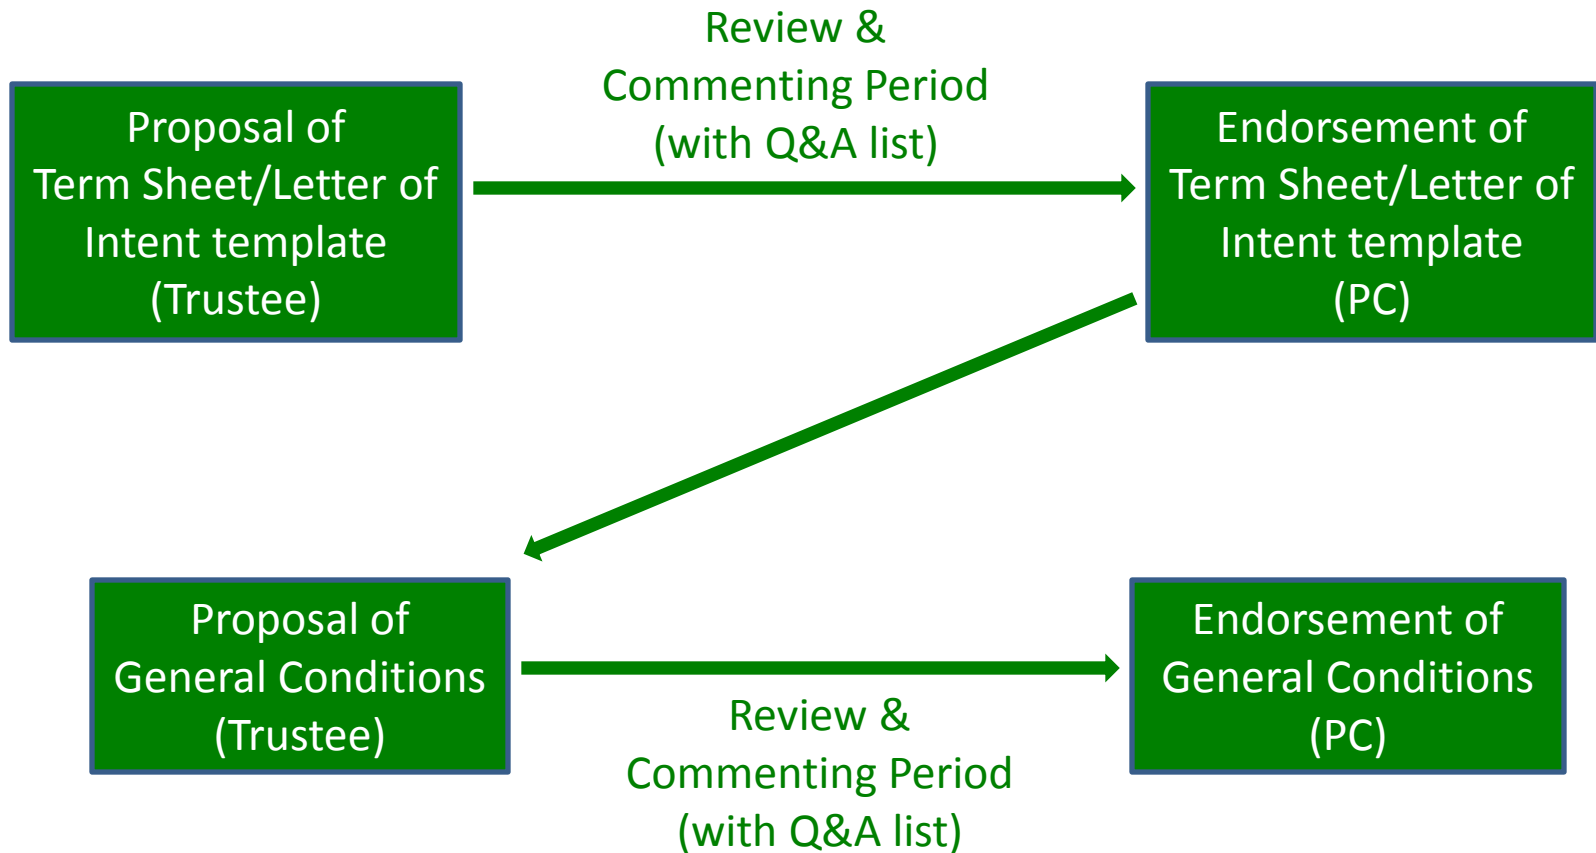 Review &
Commenting Period
(with Q&A list)
Proposal of
Term Sheet/Letter of
Intent template
(Trustee)
Endorsement of
Term Sheet/Letter of
Intent template
(PC)
Proposal of
General Conditions
(Trustee)
Endorsement of
General Conditions
(PC)
Review &
Commenting Period
(with Q&A list)